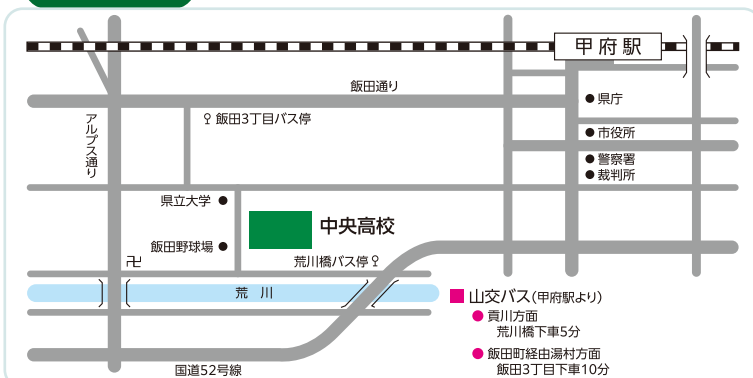 甲府駅
飯田通り
県庁
飯田3丁目バス停
アルプス通り
市役所
警察署
裁判所
県立大学
中央高校
飯田野球場
荒川橋バス停
卍
荒川
山交バス(甲府駅より)
貢川方面
荒川橋下車5分
飯田町経由湯村方面
飯田3丁目下車10分
国道52号線